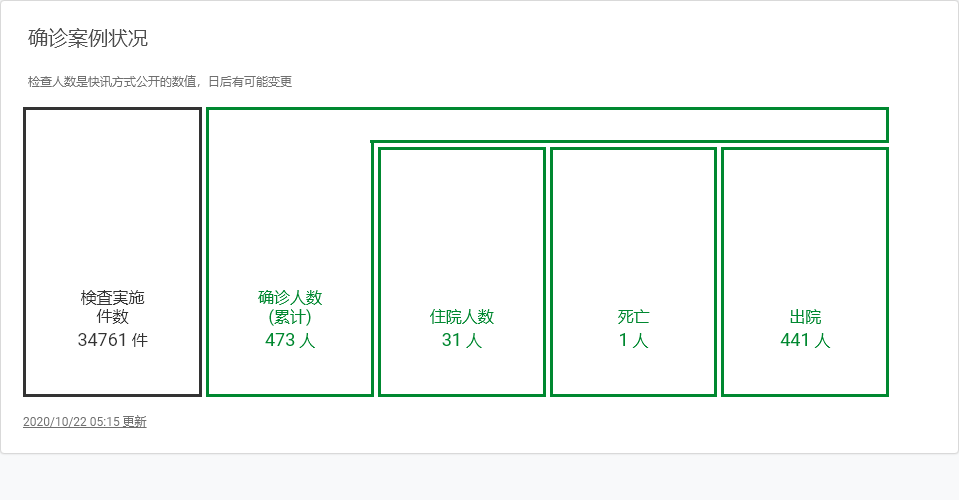 确诊案例状况
检查人数是快讯方式公开的数值，日后有可能变更
検査実施
件数
34761 件
确诊人数
(累计)
473 人
住院人数
31 人
死亡
1 人
出院
441 人
2020/10/22 05:15 更新